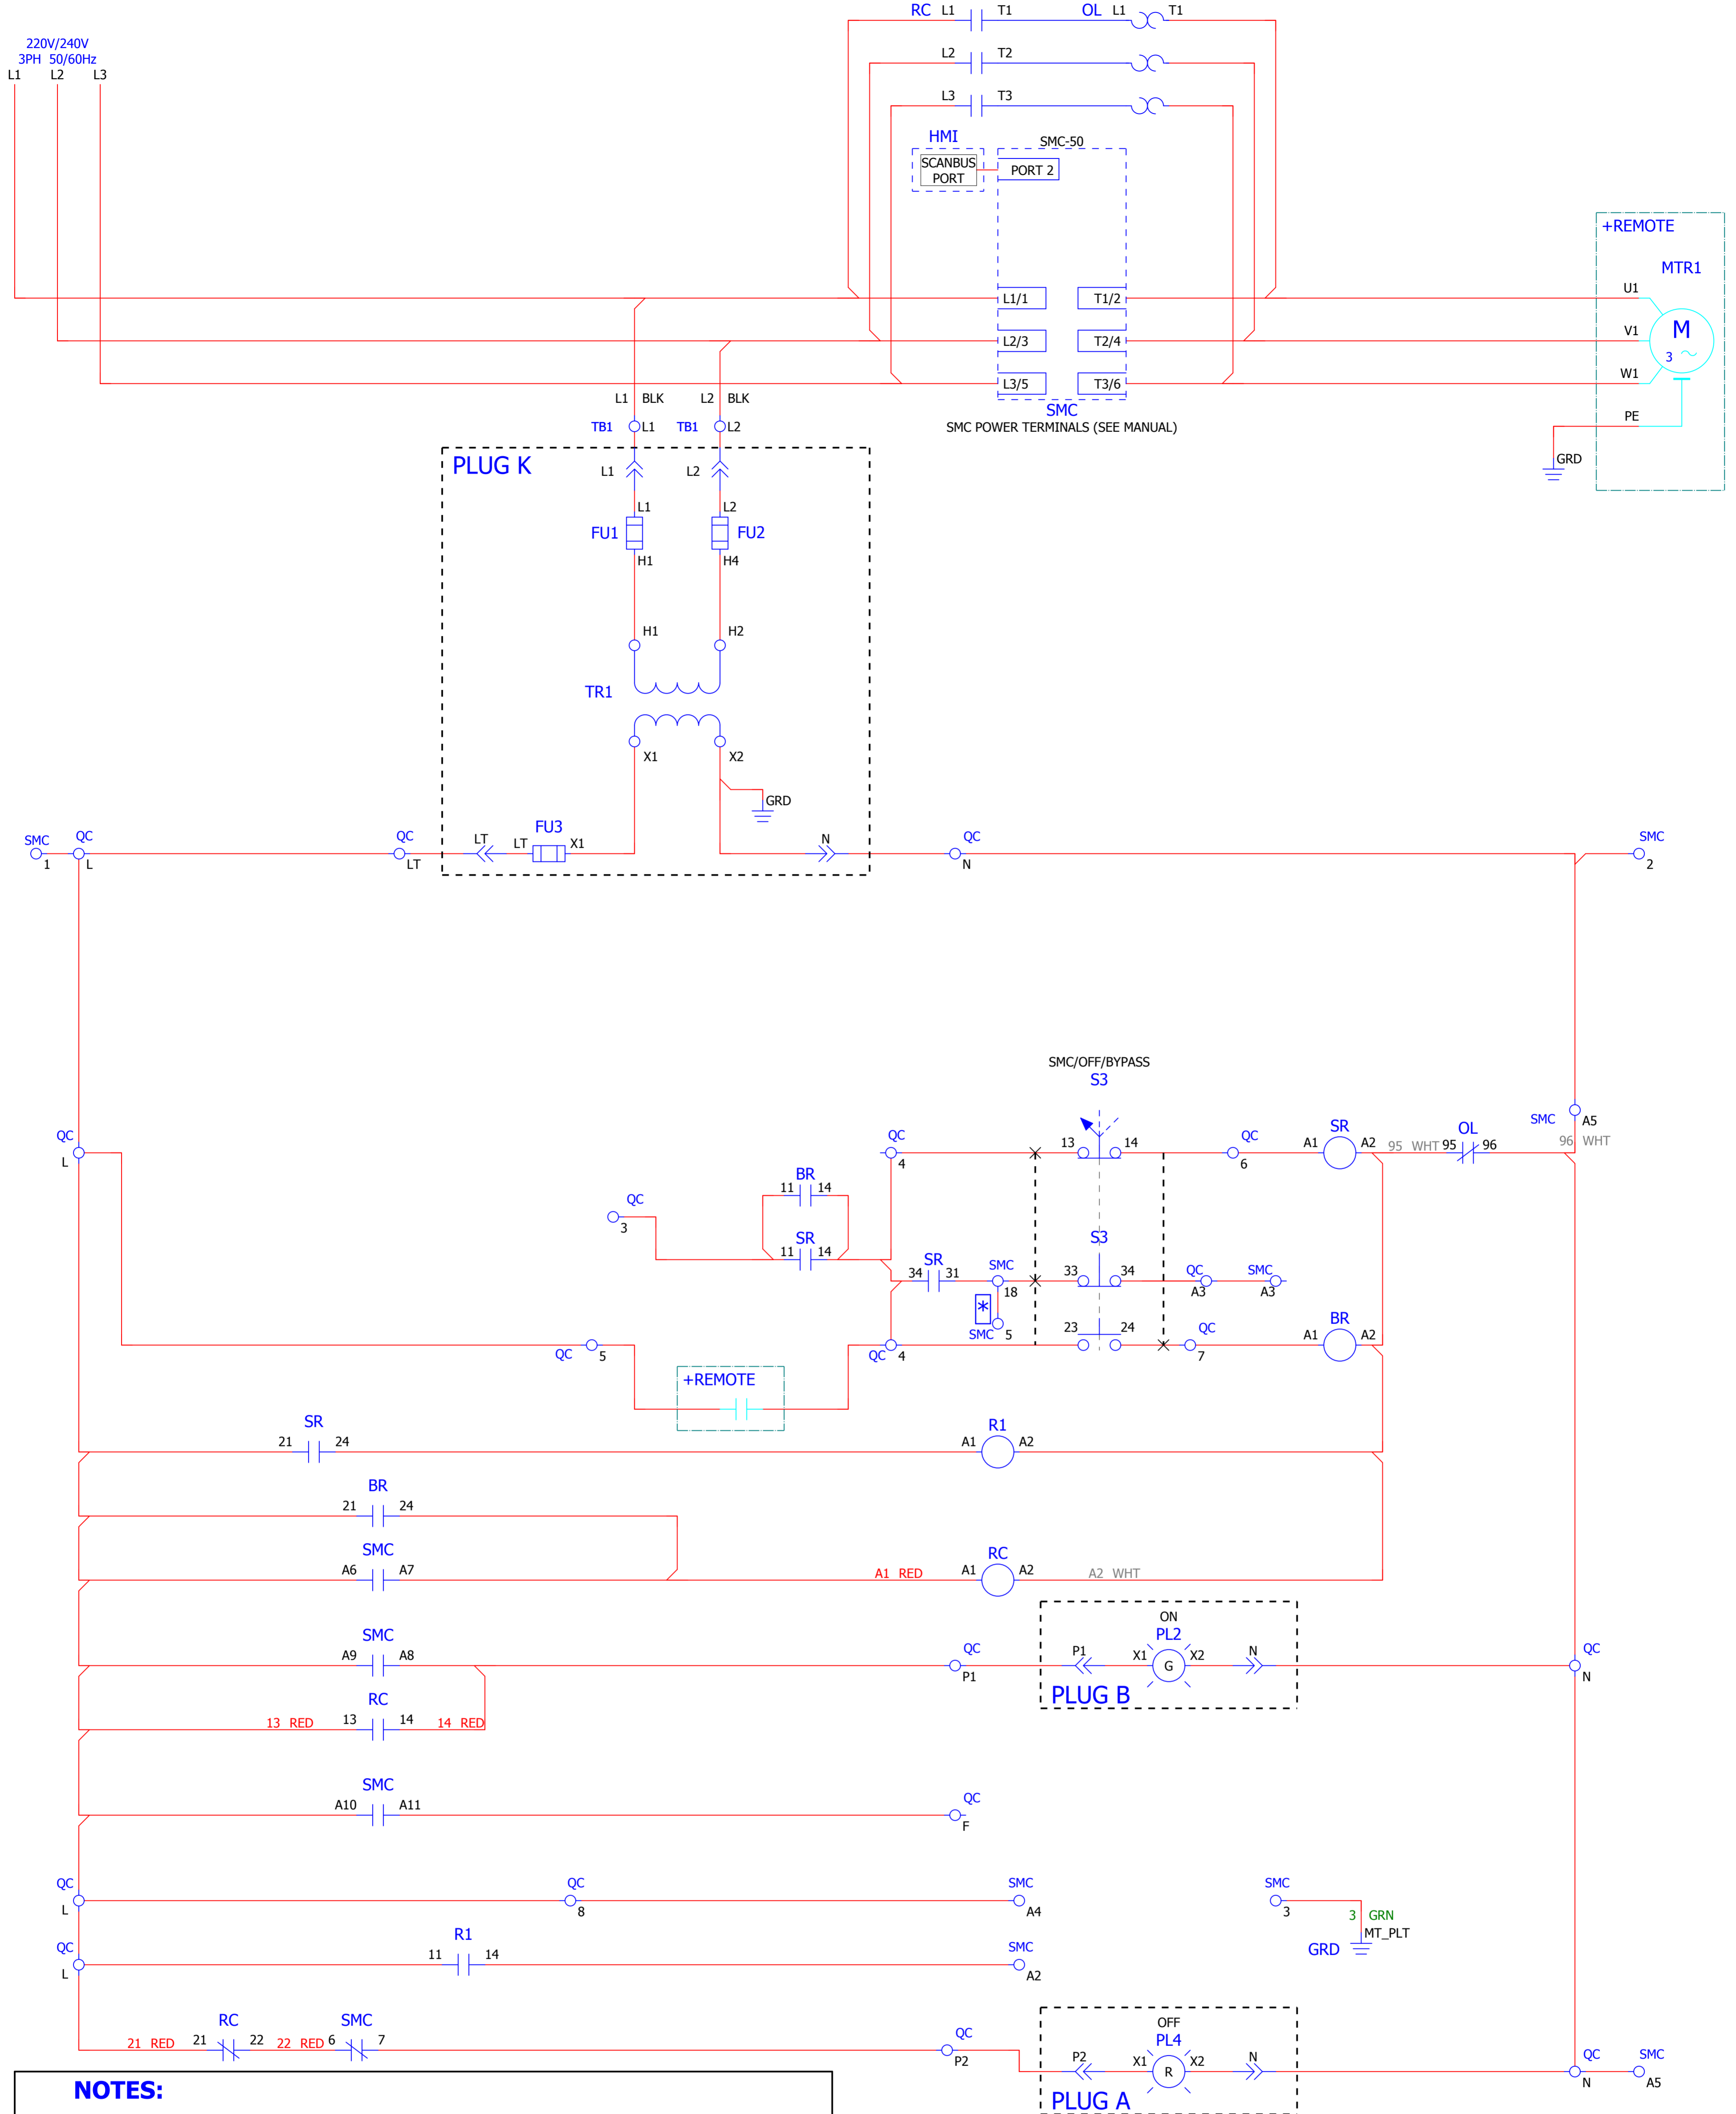 RC L1 T1 OL L1 T1
220V/240V
3PH 50/60Hz
L1 L2 L3
L2 T2
L3 T3
HMI
SMC-50
SCANBUS
PORT
PORT 2
+REMOTE
MTR1
L1/1 T1/2 U1
L2/3 T2/4 V1
M
3
L3/5 T3/6 W1
L1 BLK L2 BLK
SMC
SMC POWER TERMINALS (SEE MANUAL)
PE
TB1 L1 TB1 L2
GRD
PLUG K
L1 L2
L1 L2
FU1 FU2
H1 H4
H1 H2
TR1
X1 X2
GRD
SMC QC QC FU3 QC SMC
LT LT X1 N
1 L LT N 2
SMC/OFF/BYPASS
S3
SMC A5
QC QC 13 14 QC SR OL
A1 A2 95 WHT 95 96 96 WHT
L 4 6
BR
11 14
QC
3
SR
11 14
S3
SR
34 31
SMC
18
33 34
QC SMC
A3 A3
*
SMC 5
23 24
QC
BR
A1 A2
QC 5
QC 4
7
+REMOTE
SR
21 24
R1
A1 A2
BR
21 24
SMC
A6 A7
A1 RED
RC
A1 A2
A2 WHT
ON
PL2
SMC
A9 A8
QC
P1
P1 X1 G X2 N
QC
N
PLUG B
RC
13 RED 13 14 14 RED
SMC
A10 A11
QC
F
QC QC SMC SMC
L 8 A4 3
3 GRN
MT_PLT
GRD
QC R1 SMC
11 14
L A2
OFF
PL4
RC SMC QC
21 RED 21 22 22 RED 6 7
P2
P2 X1 R X2 N
QC SMC
N A5
PLUG A
NOTES: